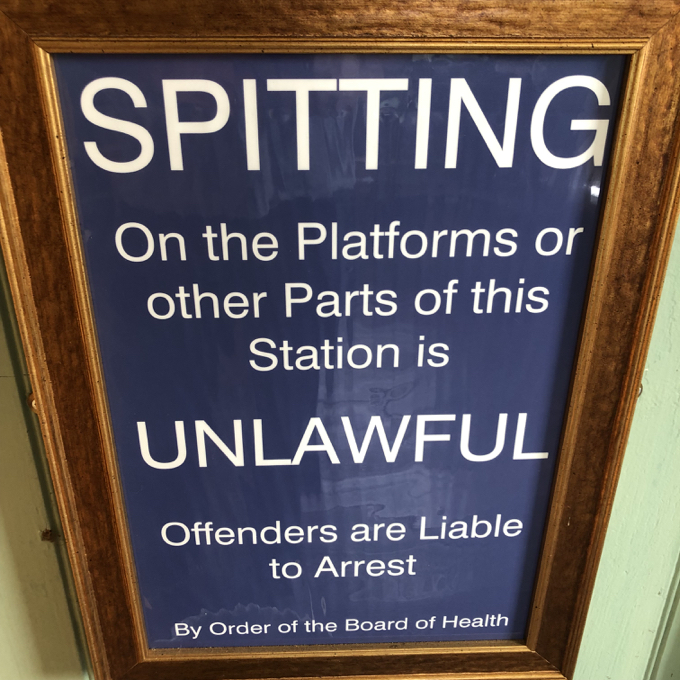 SPITTING
On the Platforms or
other Parts of this
Station is
UNLAWFUL
Offenders are Liable
to Arrest
By Order of the Board of Health